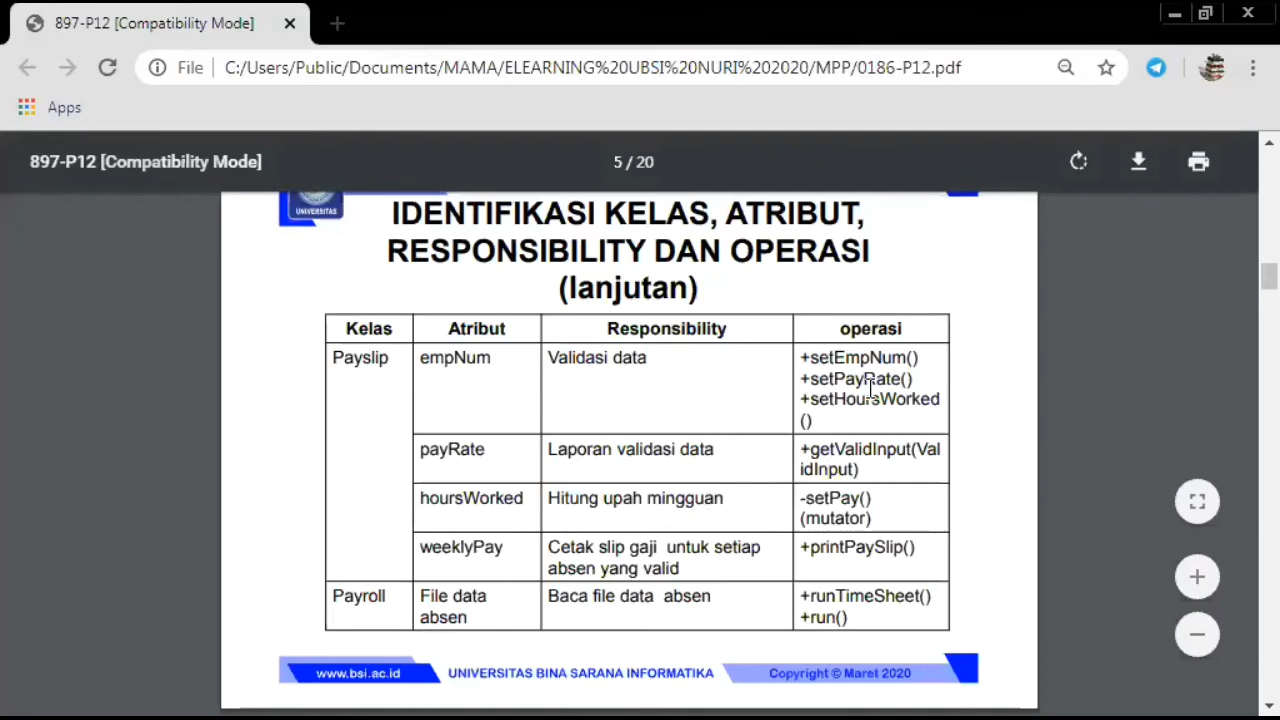 897-P12 [Compatibility Mode]
File
C:/Users/Public/Documents/MAMA/ELEARNING%20UBSI%20NURI%202020/MPP/0186-P12.pdf
Apps
897-P12 [Compatibility Mode]
5 / 20
UNIVERSITAS
IDENTIFIKASI KELAS, ATRIBUT,
RESPONSIBILITY DAN OPERASI
(lanjutan)
Kelas Atribut Responsibility operasi
Payslip empNum Validasi data +setEmpNum()
+setPayRate()
+setHoursWorked
()
payRate Laporan validasi data +getValidInput(Val
idInput)
hoursWorked Hitung upah mingguan -setPay()
(mutator)
weeklyPay Cetak slip gaji untuk setiap +printPaySlip()
absen yang valid
Payroll File data Baca file data absen +runTimeSheet()
absen +run()
www.bsi.ac.id UNIVERSITAS BINA SARANA INFORMATIKA Copyright © Maret 2020